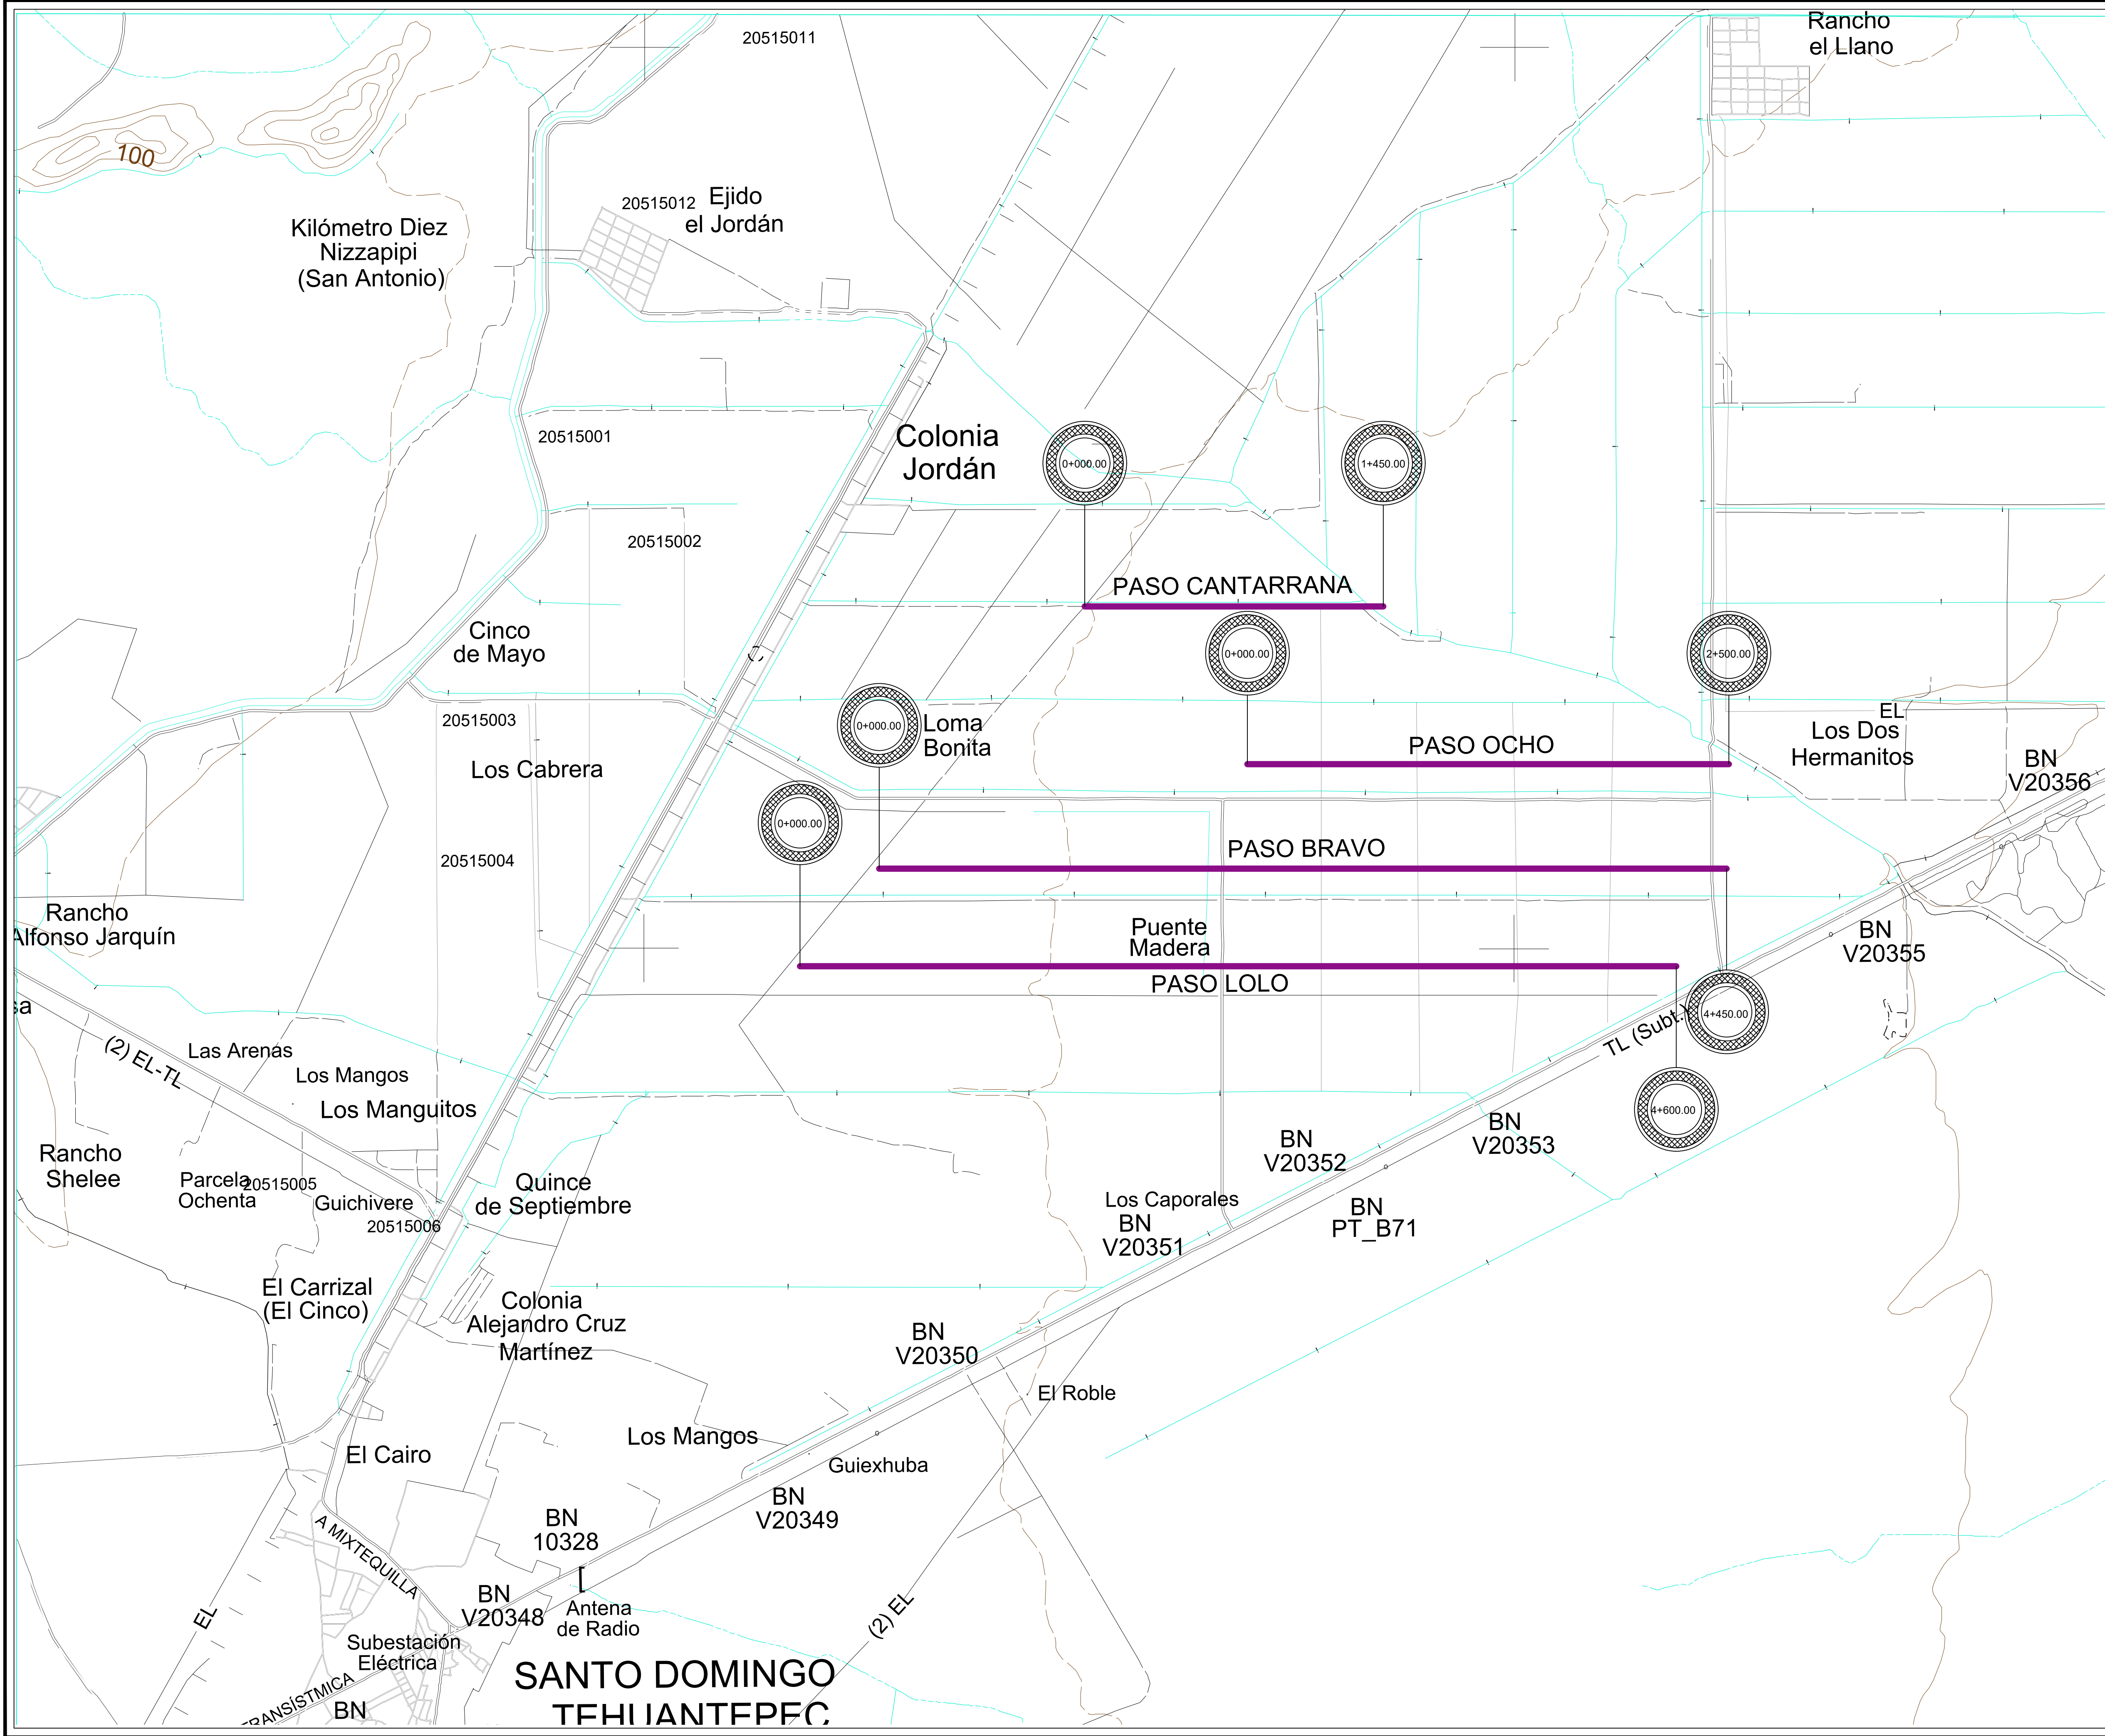 20515011
Rancho
el Llano
100
20515012
Ejido
el Jordán
Kilómetro Diez
Nizzapipi
(San Antonio)
20515001
Colonia
Jordán
0+000.00
1+450.00
20515002
PASO CANTARRANA
Cinco
de Mayo
0+000.00
2+500.00
20515003
0+000.00
Loma
Bonita
EL
Los Dos
Hermanitos
PASO OCHO
BN
V20356
Los Cabrera
0+000.00
20515004
PASO BRAVO
Rancho
Alfonso Jarquín
Puente
Madera
BN
V20355
PASO LOLO
sa
4+450.00
TL (Subt.)
(2) EL-TL
Las Arenas
Los Mangos
Los Manguitos
4+600.00
BN
V20353
BN
V20352
Rancho
Shelee
Parcela
Ochenta
20515005
Guichivere
20515006
Quince
de Septiembre
Los Caporales
BN
V20351
BN
PT_B71
El Carrizal
(El Cinco)
Colonia
Alejandro Cruz
Martínez
BN
V20350
El Roble
El Cairo
Los Mangos
Guiexhuba
BN
V20349
BN
10328
A MIXTEQUILLA
BN
V20348
Antena
de Radio
EL
(2) EL
Subestación
Eléctrica
SANTO DOMINGO
TEHUANTEPEC
TRANSÍSTMICA
BN